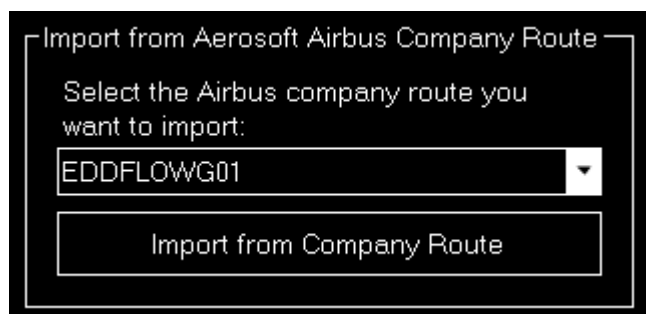 Import from Aerosoft Airbus Company Route
Select the Airbus company route you
want to import:
EDDFLOWG01
Import from Company Route